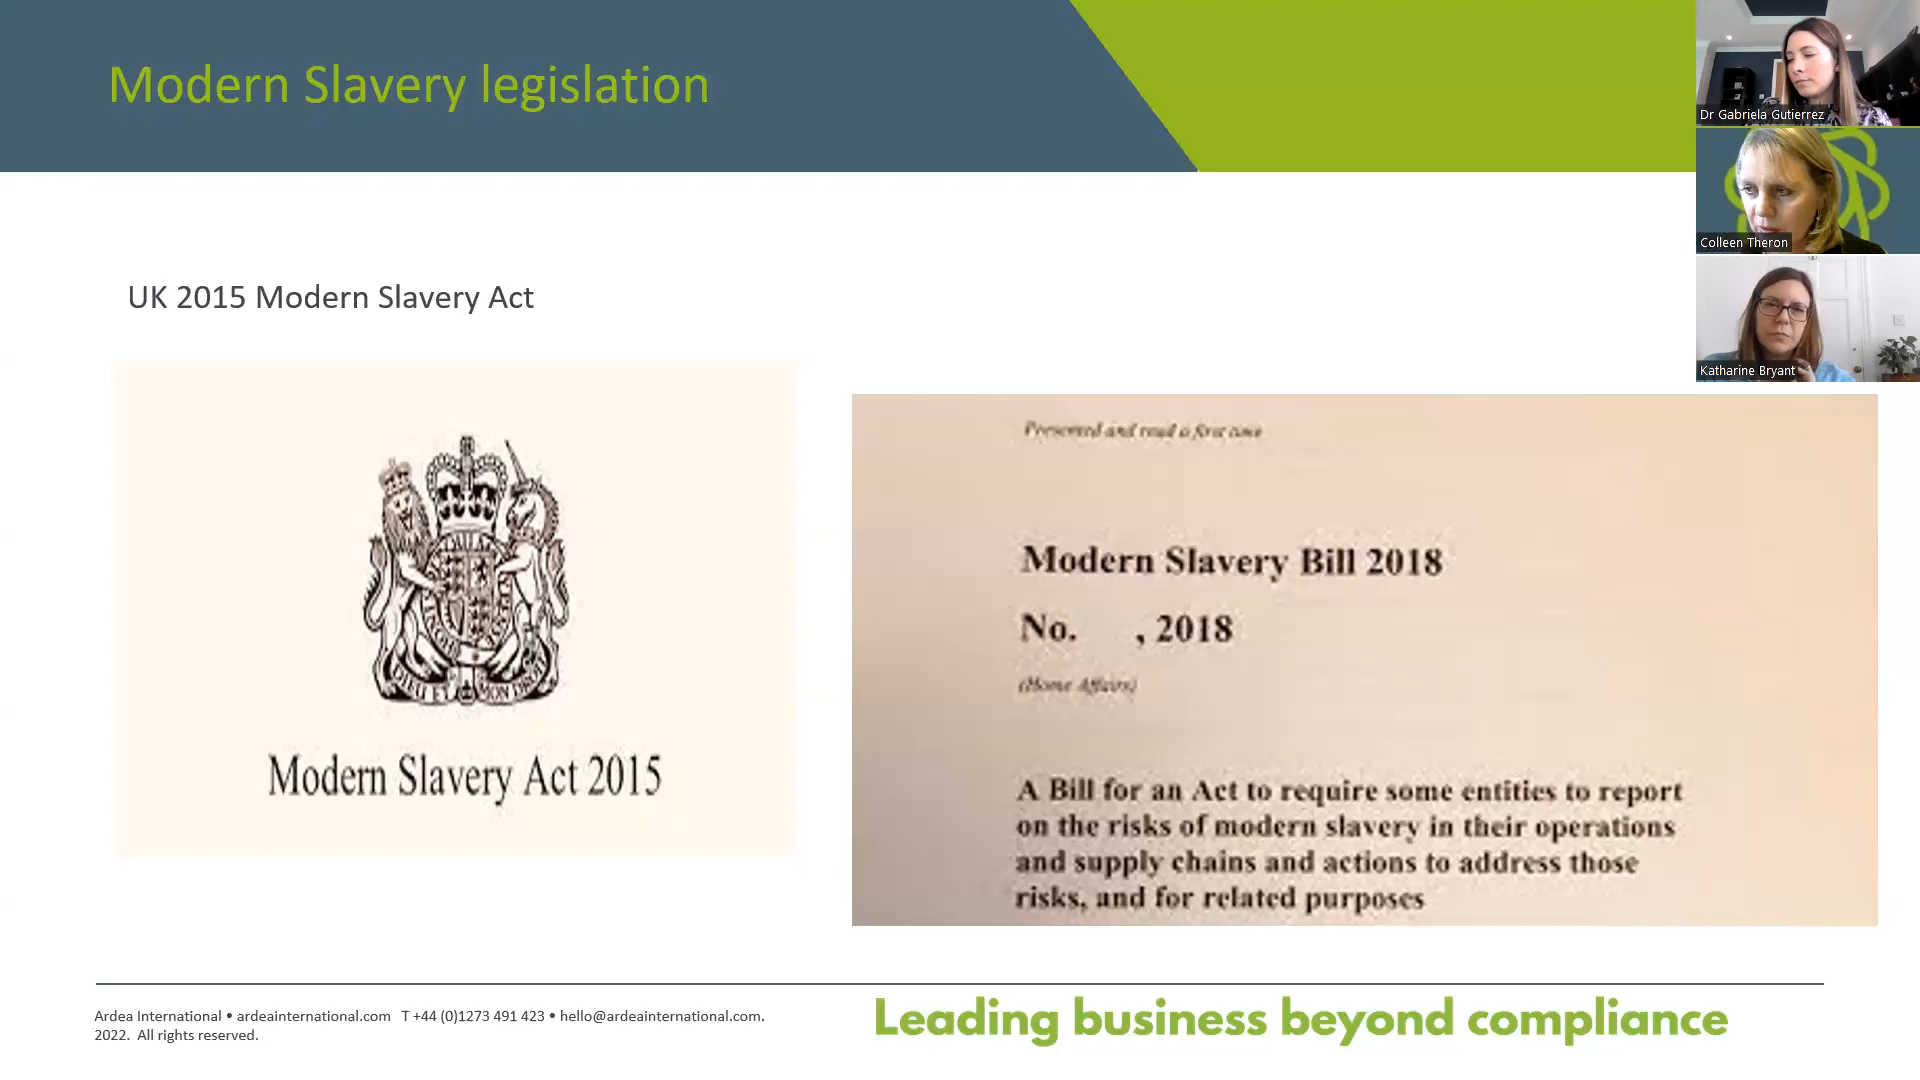 Modern Slavery legislation
Dr Gabriela Gutierrez
Colleen Theron
Katharine Bryant
UK 2015 Modern Slavery Act
DIEU ET MON DROIT
Modern Slavery Act 2015
Presented and read a first time
Modern Slavery Bill 2018
No. , 2018
(Home Affairs)
A Bill for an Act to require some entities to report
on the risks of modern slavery in their operations
and supply chains and actions to address those
risks, and for related purposes
Ardea International • ardeainternational.com T +44 (0)1273 491 423 • hello@ardeainternational.com.
2022. All rights reserved.
Leading business beyond compliance